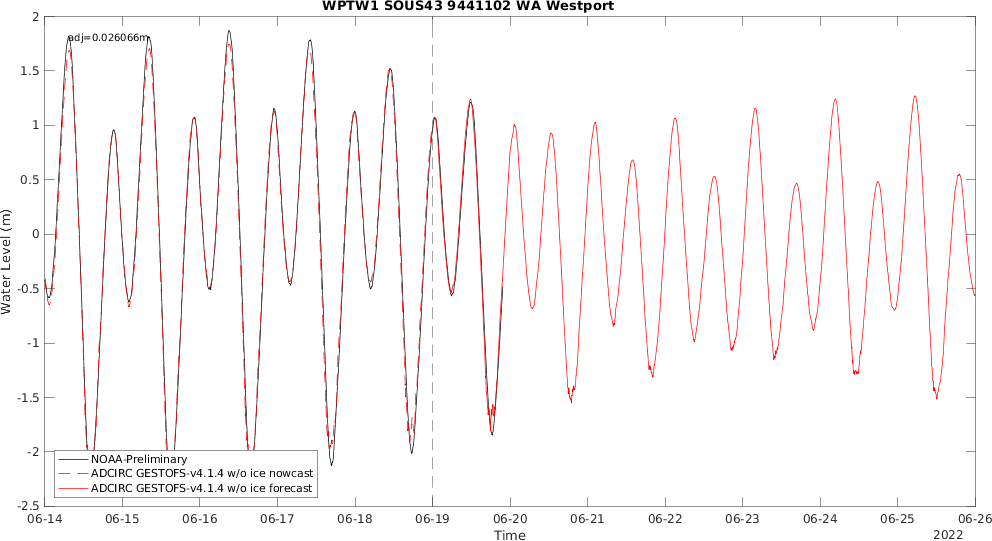 WPTW1 SOUS43 9441102 WA Westport
adj=0.026066m
2
1.5
1
0.5
0
-0.5
-1
-1.5
-2
-2.5
Water Level (m)
NOAA-Preliminary
ADCIRC GESTOFS-v4.1.4 w/o ice nowcast
ADCIRC GESTOFS-v4.1.4 w/o ice forecast
06-14 06-15 06-16 06-17 06-18 06-19 06-20 06-21 06-22 06-23 06-24 06-25 06-26
Time
2022